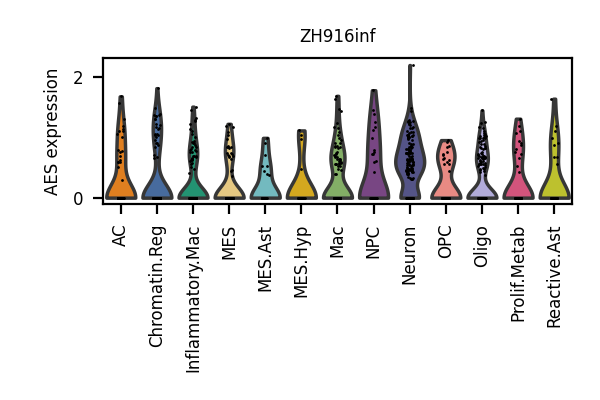 ZH916inf
AES expression
2
0
AC
Chromatin.Reg
Inflammatory.Mac
MES
MES.Ast
MES.Hyp
Mac
NPC
Neuron
OPC
Oligo
Prolif.Metab
Reactive.Ast